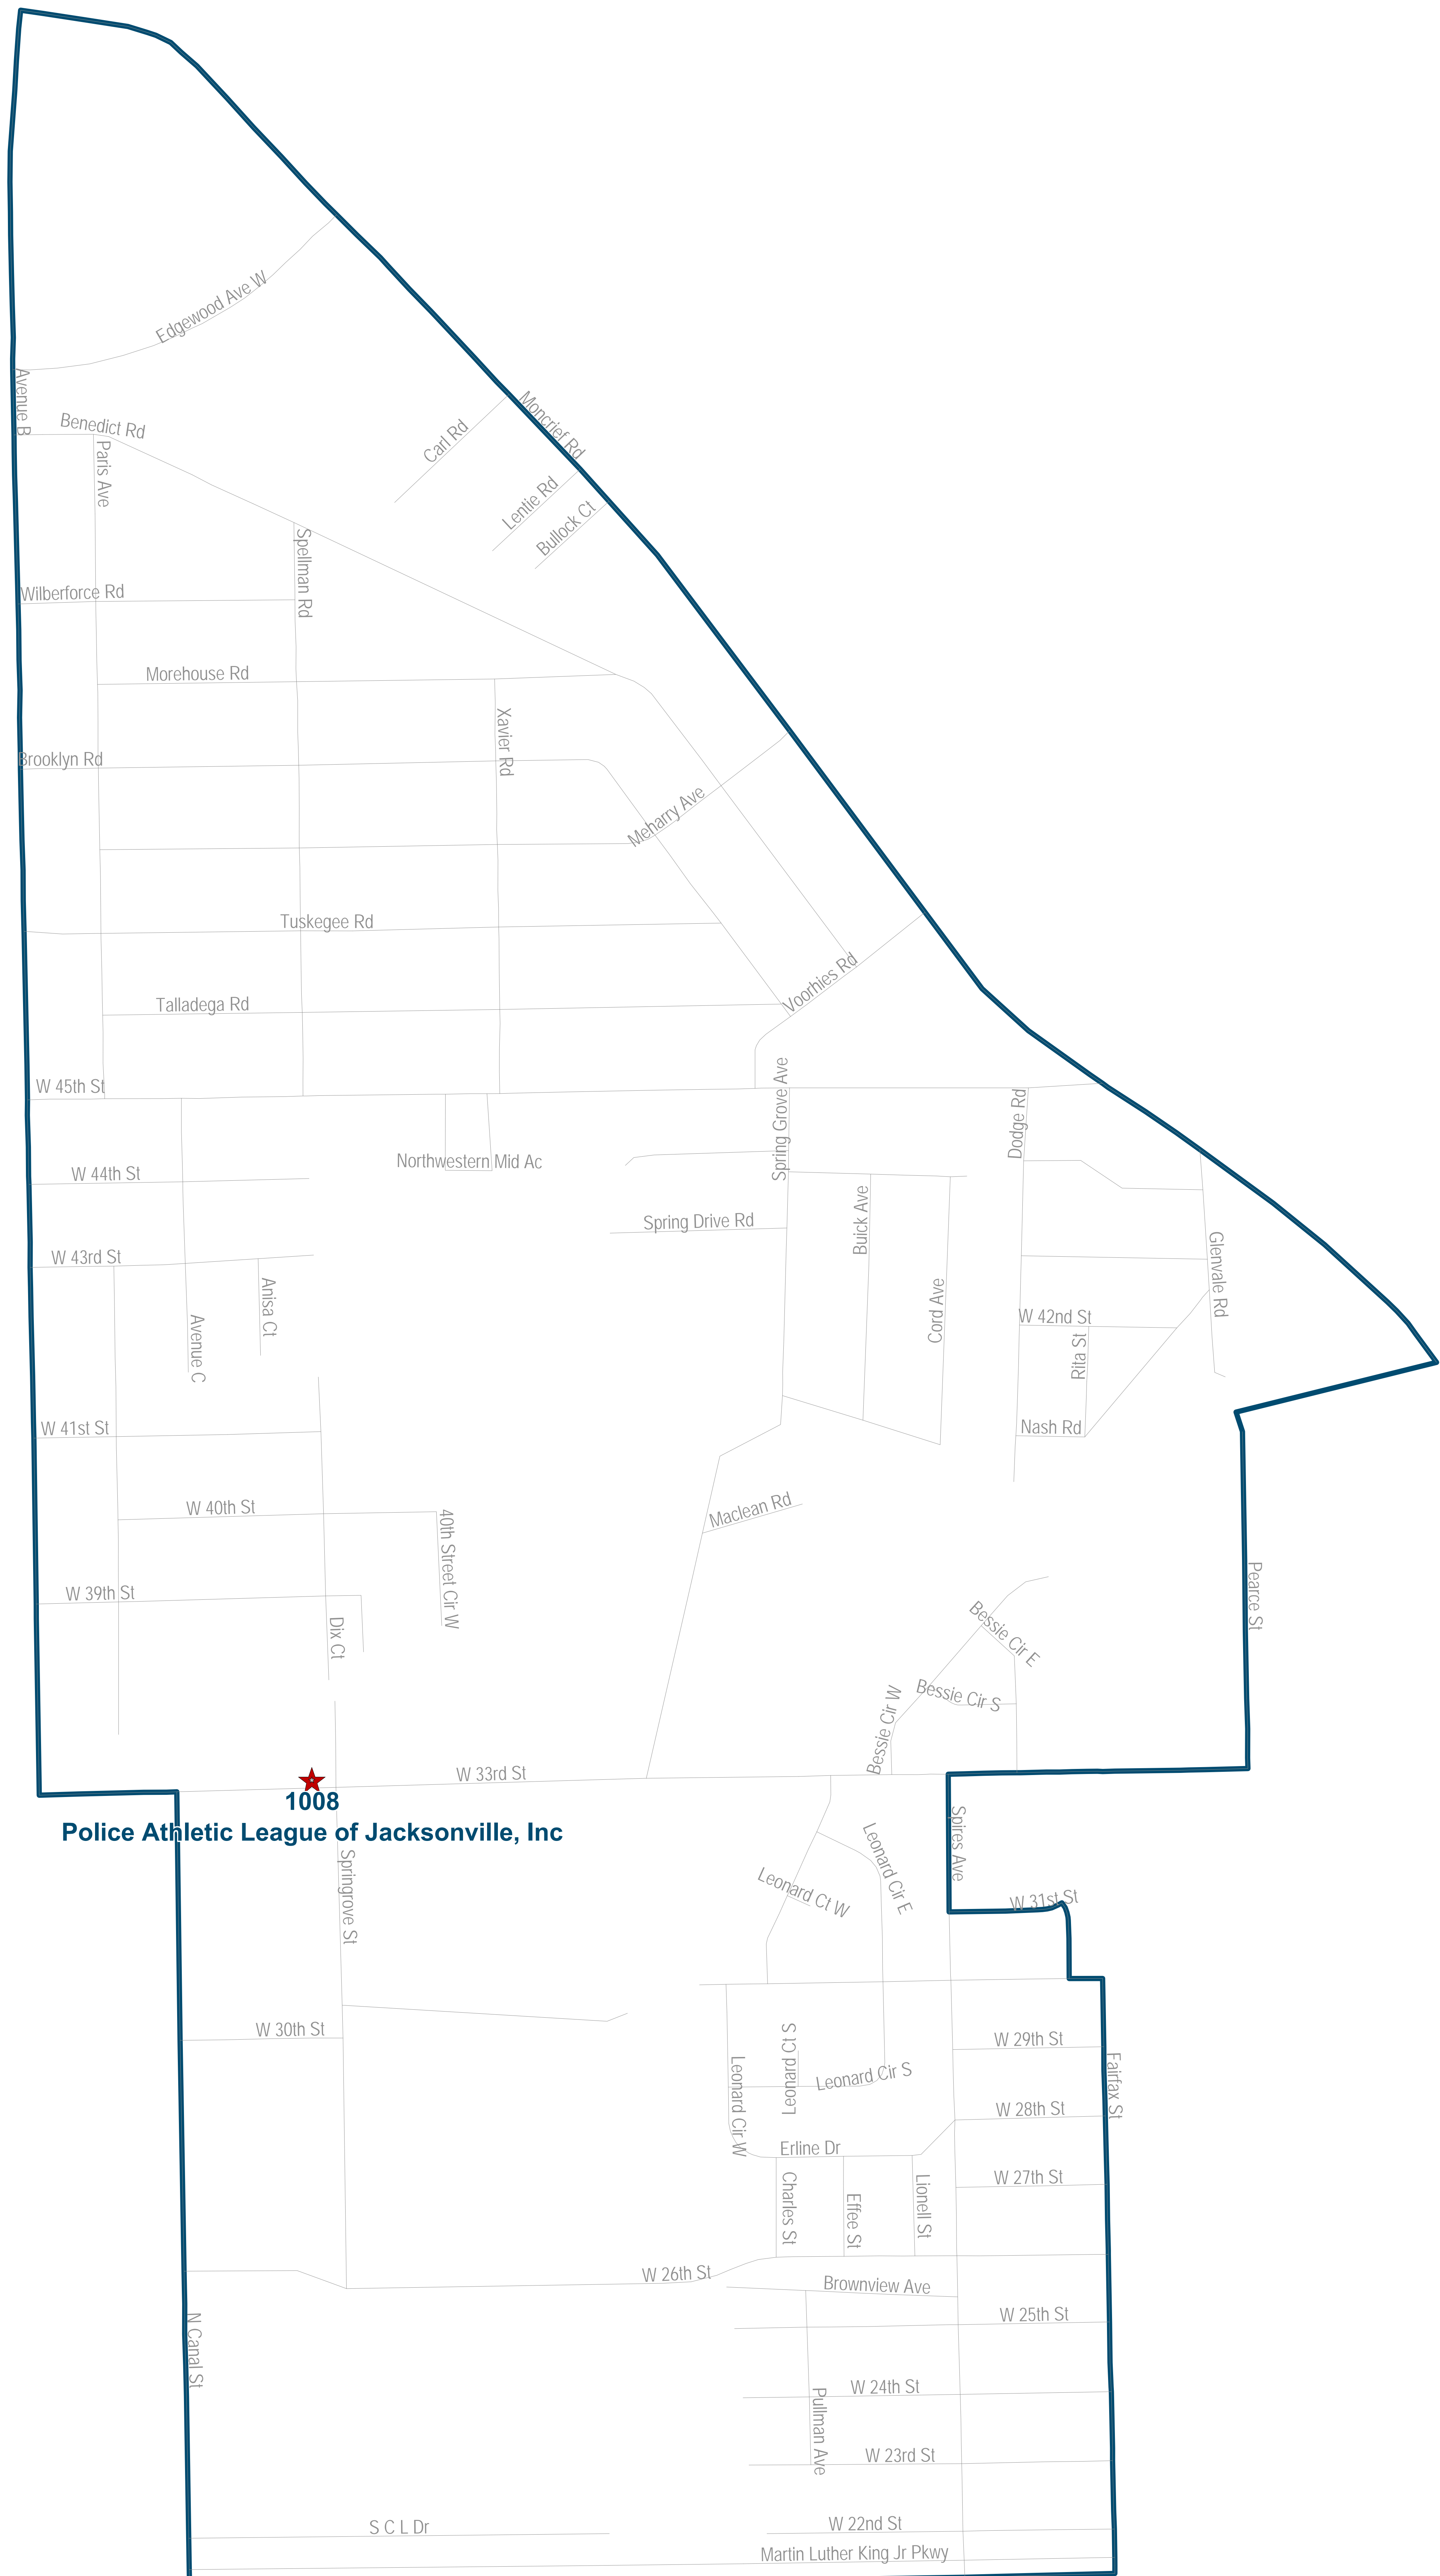 Edgewood Ave W
Avenue B
Benedict Rd
Paris Ave
Carl Rd
Moncrief Rd
Lentie Rd
Bullock Ct
Spellman Rd
Wilberforce Rd
Morehouse Rd
Xavier Rd
Brooklyn Rd
Meharry Ave
Tuskegee Rd
Voorhies Rd
Talladega Rd
W 45th St
Spring Grove Ave
Dodge Rd
Northwestern Mid Ac
W 44th St
Buick Ave
Spring Drive Rd
Glenvale Rd
W 43rd St
Anisa Ct
Cord Ave
Avenue C
W 42nd St
Rita St
W 41st St
Nash Rd
W 40th St
40th Street Cir W
Maclean Rd
Pearce St
W 39th St
Dix Ct
Bessie Cir E
Bessie Cir S
Bessie Cir W
W 33rd St
1008
Police Athletic League of Jacksonville, Inc
Spires Ave
Leonard Cir E
Springrove St
Leonard Ct W
W 31st St
W 30th St
Leonard Ct S
W 29th St
Leonard Cir W
Leonard Cir S
Fairfax St
W 28th St
Erline Dr
W 27th St
Charles St
Effee St
Lionell St
W 26th St
Brownview Ave
N Canal St
W 25th St
W 24th St
Pullman Ave
W 23rd St
S C L Dr
W 22nd St
Martin Luther King Jr Pkwy